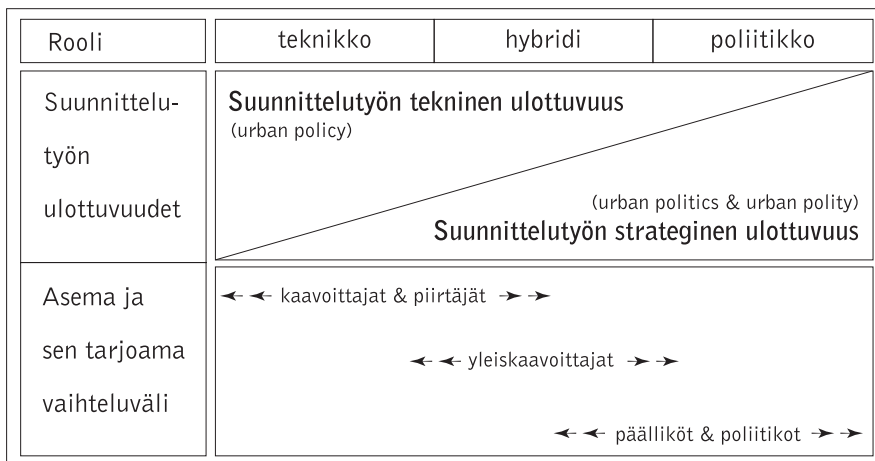 Rooli
teknikko
hybridi
poliitikko
Suunnittelu-
työn
ulottuvuudet
Suunnittelutyön tekninen ulottuvuus
(urban policy)
(urban politics & urban polity)
Suunnittelutyön strateginen ulottuvuus
Asema ja
sen tarjoama
vaihteluväli
kaavoittajat & piirtäjät
yleiskaavoittajat
päälliköt & poliitikot